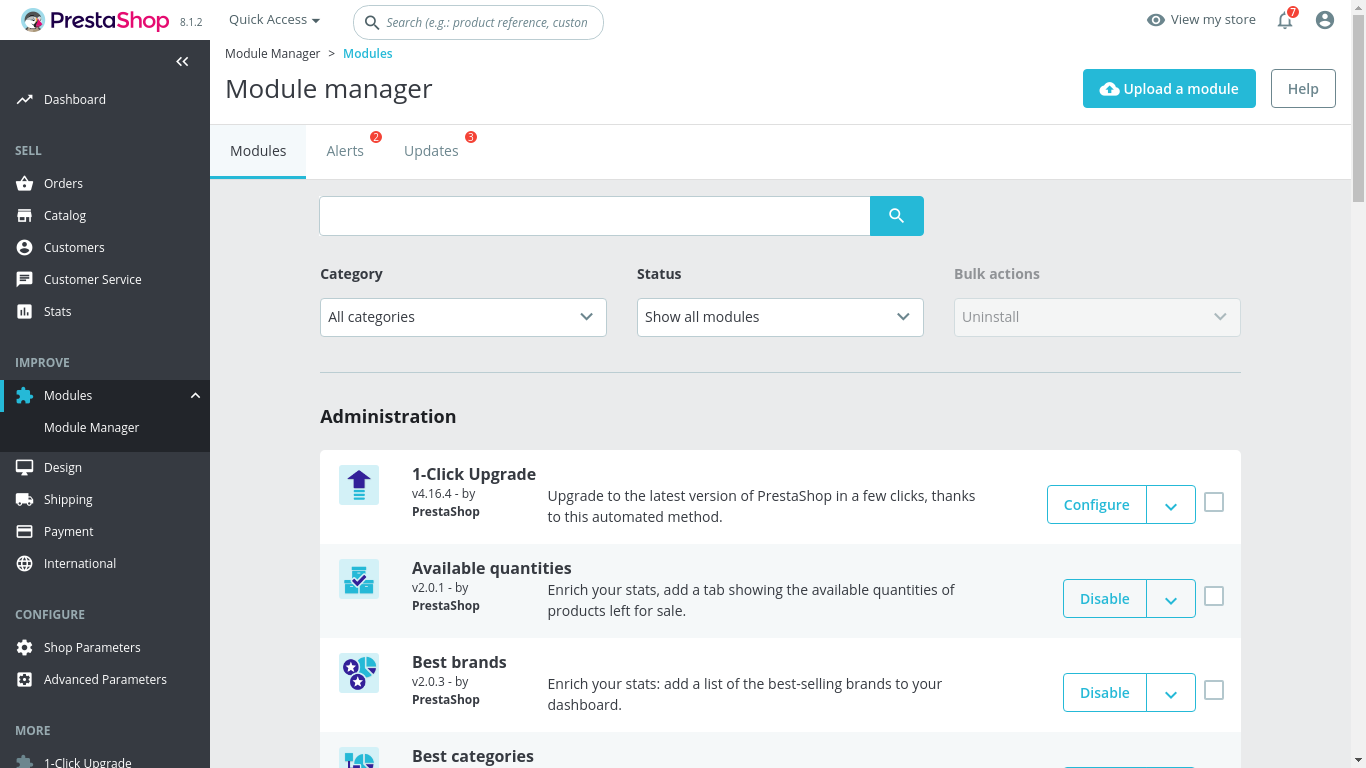 PrestaShop 8.1.2
Quick Access
Search (e.g.: product reference, custon
View my store
7
Module Manager > Modules
Module manager
Upload a module
Help
Modules
Alerts 2
Updates 3
Dashboard
SELL
Orders
Catalog
Customers
Customer Service
Stats
IMPROVE
Modules
Module Manager
Design
Shipping
Payment
International
CONFIGURE
Shop Parameters
Advanced Parameters
MORE
1-Click Upgrade
Category
Status
Bulk actions
All categories
Show all modules
Uninstall
Administration
1-Click Upgrade
v4.16.4 - by
PrestaShop
Upgrade to the latest version of PrestaShop in a few clicks, thanks
to this automated method.
Configure
Available quantities
v2.0.1 - by
PrestaShop
Enrich your stats, add a tab showing the available quantities of
products left for sale.
Disable
Best brands
v2.0.3 - by
PrestaShop
Enrich your stats: add a list of the best-selling brands to your
dashboard.
Disable
Best categories